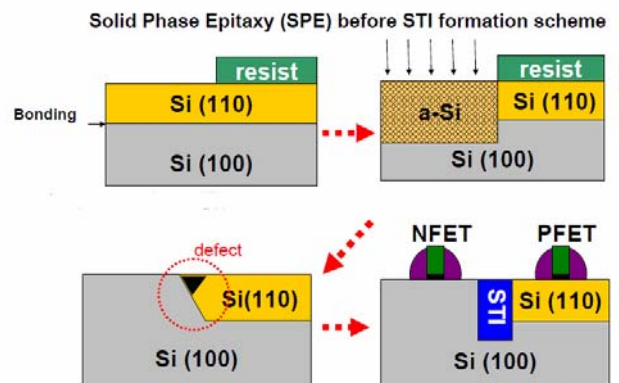 Solid Phase Epitaxy (SPE) before STI formation scheme
resist
Si (110)
Bonding
Si (100)
resist
a-Si
Si (110)
Si (100)
defect
Si(110)
Si (100)
NFET
PFET
STI
Si (110)
Si (100)